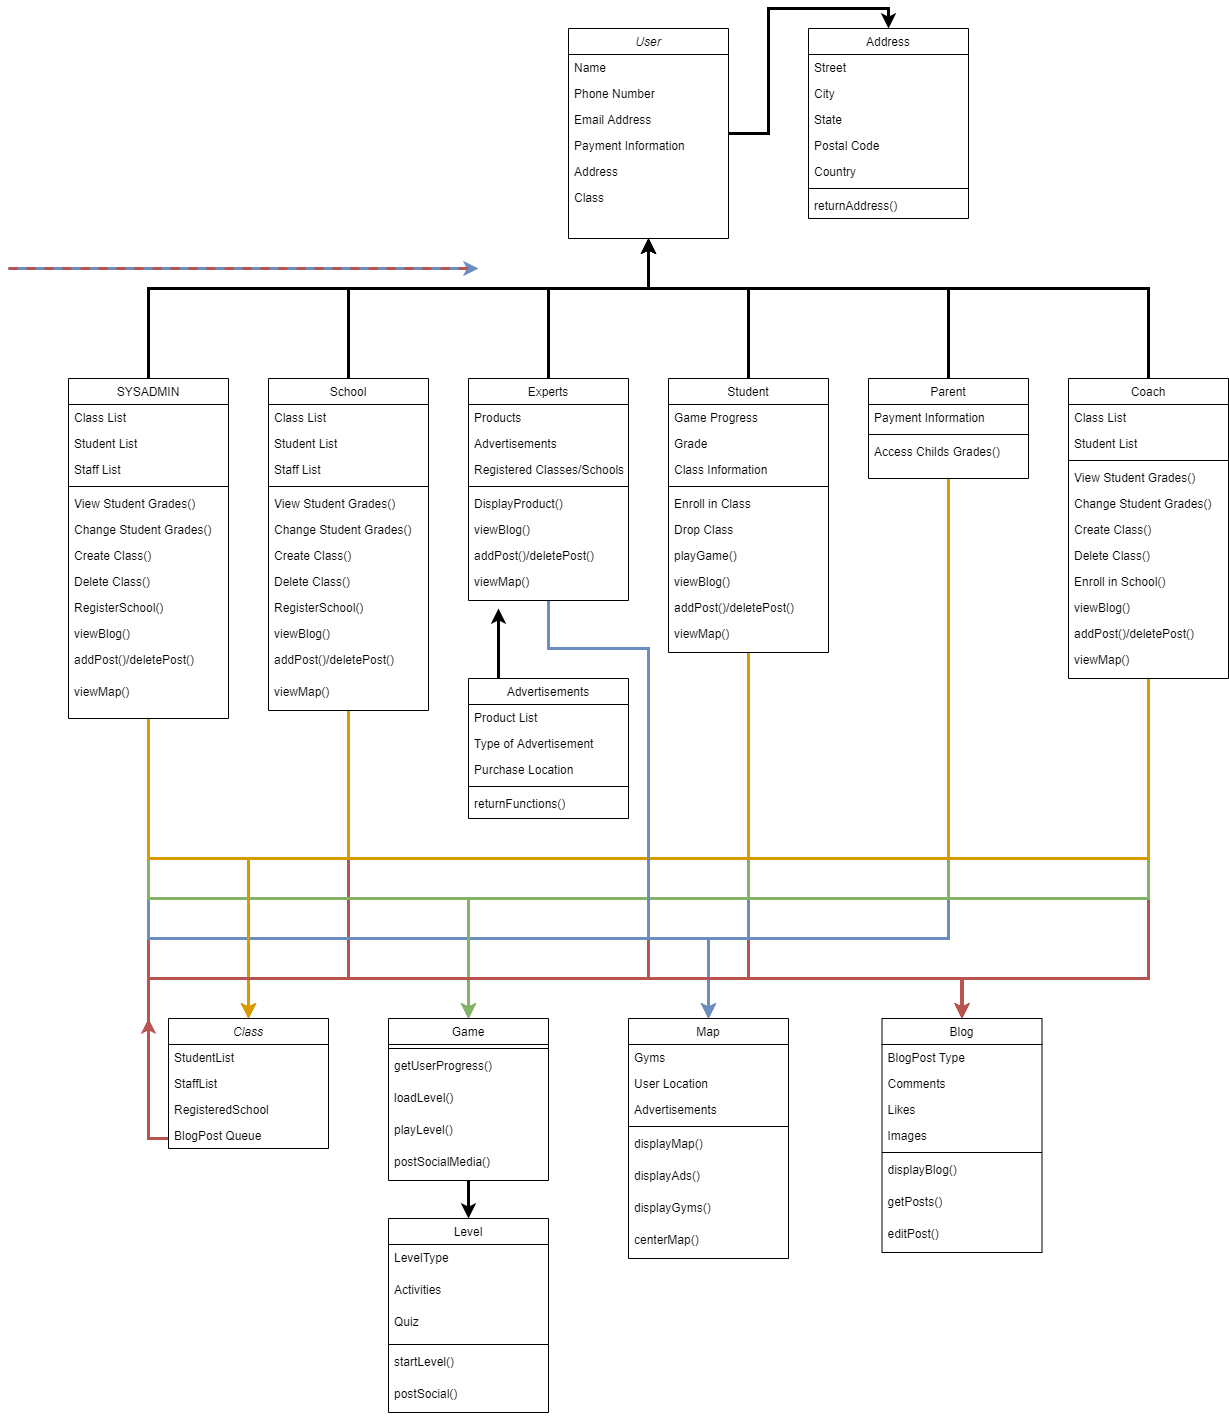 User
Name
Phone Number
Email Address
Payment Information
Address
Class
Address
Street
City
State
Postal Code
Country
returnAddress()
SYSADMIN
Class List
Student List
Staff List
View Student Grades()
Change Student Grades()
Create Class()
Delete Class()
RegisterSchool()
viewBlog()
addPost()/deletePost()
viewMap()
School
Class List
Student List
Staff List
View Student Grades()
Change Student Grades()
Create Class()
Delete Class()
RegisterSchool()
viewBlog()
addPost()/deletePost()
viewMap()
Experts
Products
Advertisements
Registered Classes/Schools
DisplayProduct()
viewBlog()
addPost()/deletePost()
viewMap()
Student
Game Progress
Grade
Class Information
Enroll in Class
Drop Class
playGame()
viewBlog()
addPost()/deletePost()
viewMap()
Parent
Payment Information
Access Childs Grades()
Coach
Class List
Student List
View Student Grades()
Change Student Grades()
Create Class()
Delete Class()
Enroll in School()
viewBlog()
addPost()/deletePost()
viewMap()
Advertisements
Product List
Type of Advertisement
Purchase Location
returnFunctions()
Class
StudentList
StaffList
RegisteredSchool
BlogPost Queue
Game
getUserProgress()
loadLevel()
playLevel()
postSocialMedia()
Map
Gyms
User Location
Advertisements
displayMap()
displayAds()
displayGyms()
centerMap()
Blog
BlogPost Type
Comments
Likes
Images
displayBlog()
getPosts()
editPost()
Level
LevelType
Activities
Quiz
startLevel()
postSocial()